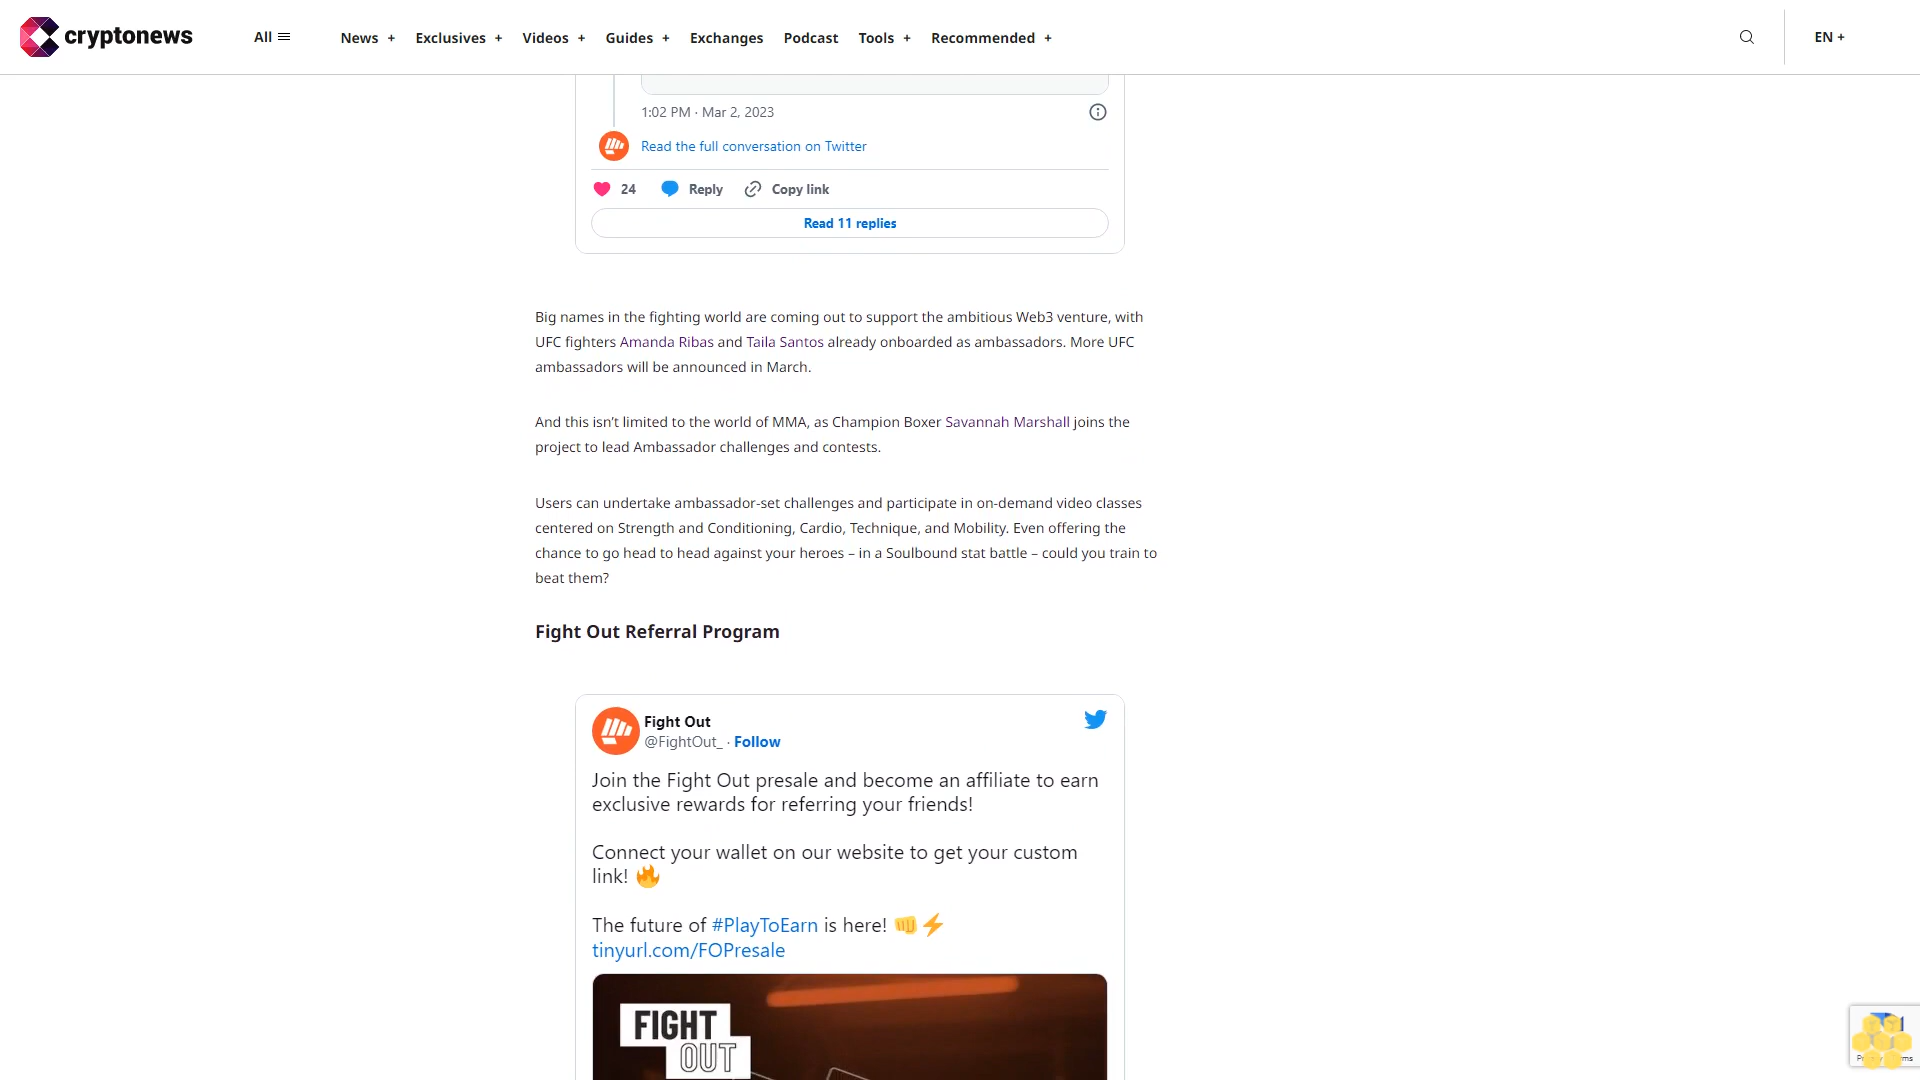 cryptonews
All
News +
Exclusives +
Videos +
Guides +
Exchanges
Podcast
Tools +
Recommended +
EN +
1:02 PM · Mar 2, 2023
Read the full conversation on Twitter
24 Reply Copy link
Read 11 replies
Big names in the fighting world are coming out to support the ambitious Web3 venture, with
UFC fighters Amanda Ribas and Taila Santos already onboarded as ambassadors. More UFC
ambassadors will be announced in March.
And this isn’t limited to the world of MMA, as Champion Boxer Savannah Marshall joins the
project to lead Ambassador challenges and contests.
Users can undertake ambassador-set challenges and participate in on-demand video classes
centered on Strength and Conditioning, Cardio, Technique, and Mobility. Even offering the
chance to go head to head against your heroes – in a Soulbound stat battle – could you train to
beat them?
Fight Out Referral Program
Fight Out
@FightOut_ · Follow
Join the Fight Out presale and become an affiliate to earn
exclusive rewards for referring your friends!
Connect your wallet on our website to get your custom
link! 🔥
The future of #PlayToEarn is here! 👊⚡
tinyurl.com/FOPresale
FIGHT
OUT